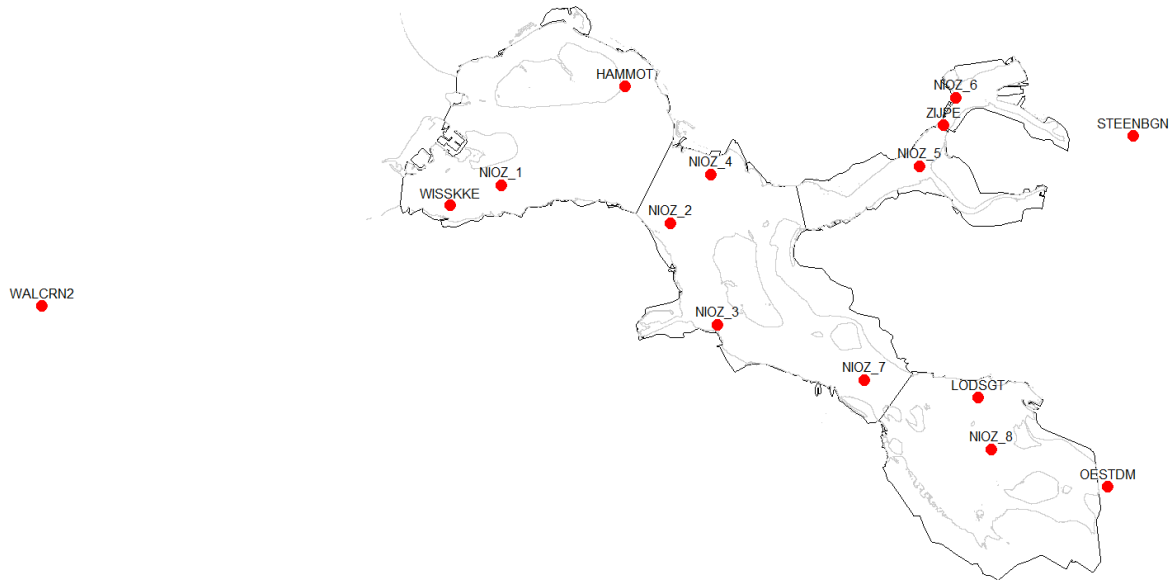 HAMMOT
NIOZ_6
ZIJPE
STEENBGN
NIOZ_5
NIOZ_4
NIOZ_1
WISSKKE
NIOZ_2
WALCRN2
NIOZ_3
NIOZ_7
LODSGT
NIOZ_8
OESTDM